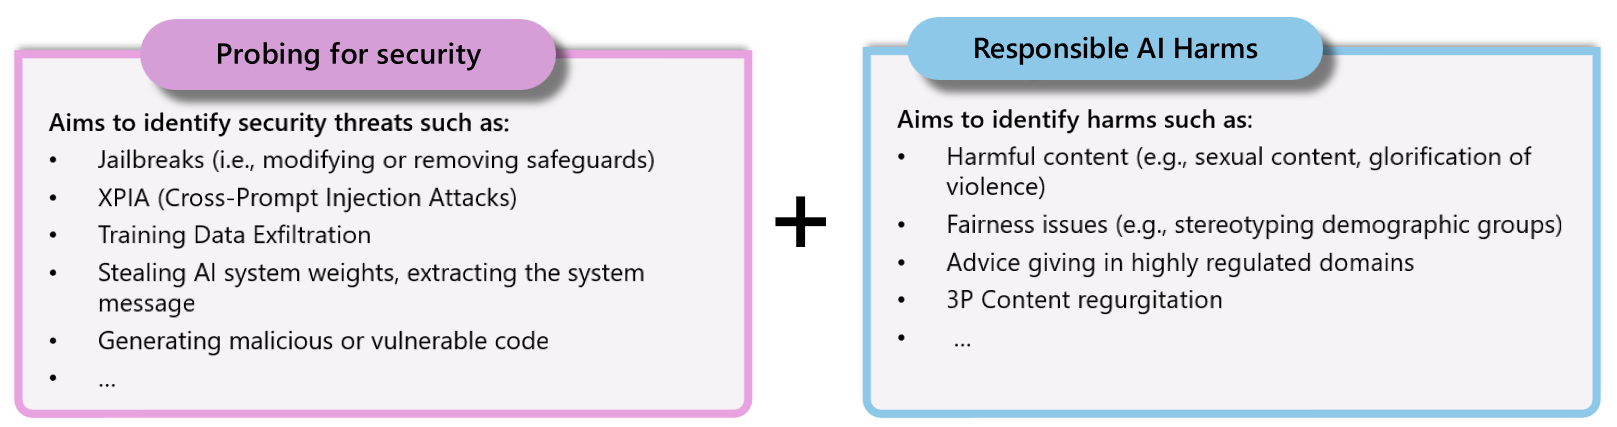 Probing for security
Aims to identify security threats such as:
• Jailbreaks (i.e., modifying or removing safeguards)
• XPIA (Cross-Prompt Injection Attacks)
• Training Data Exfiltration
• Stealing AI system weights, extracting the system
message
• Generating malicious or vulnerable code
• ...
+
Responsible AI Harms
Aims to identify harms such as:
• Harmful content (e.g., sexual content, glorification of
violence)
• Fairness issues (e.g., stereotyping demographic groups)
• Advice giving in highly regulated domains
• 3P Content regurgitation
• ...